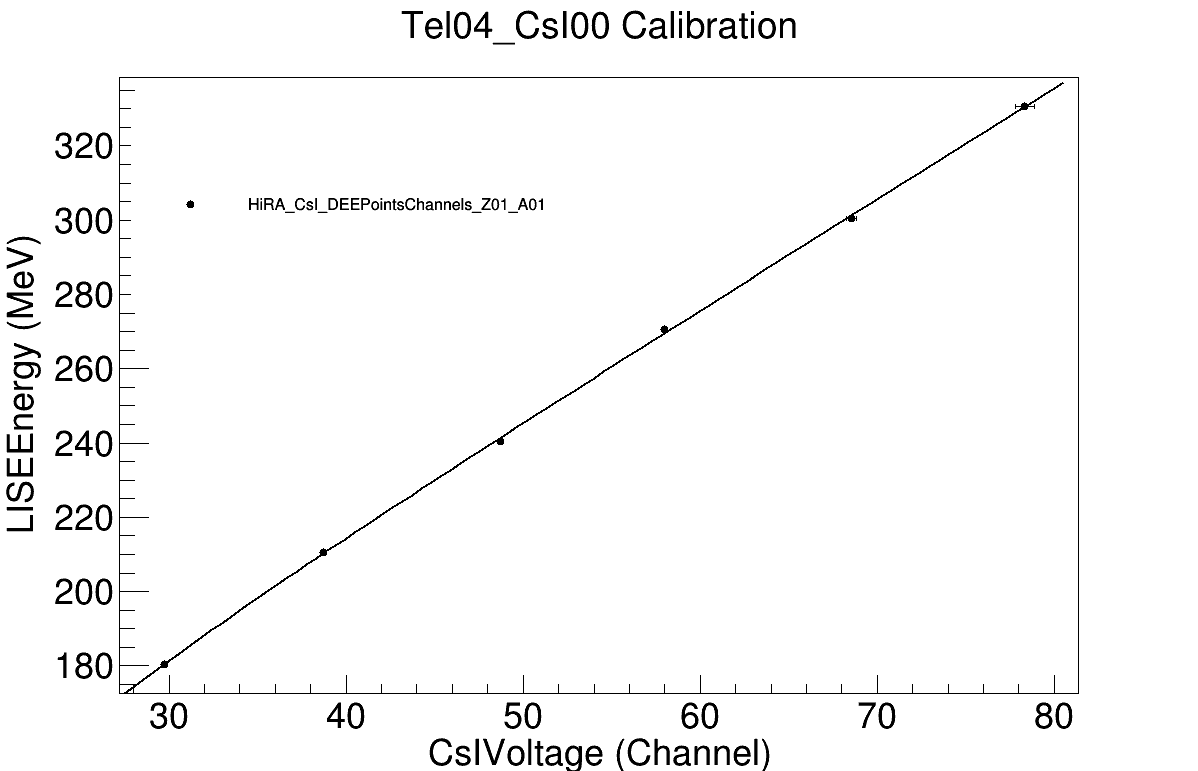 Tel04_CsI00 Calibration
320
HiRA_CsI_DEEPointsChannels_Z01_A01
300
280
260
240
220
200
180
LISEEnergy (MeV)
30 40 50 60 70 80
CsIVoltage (Channel)